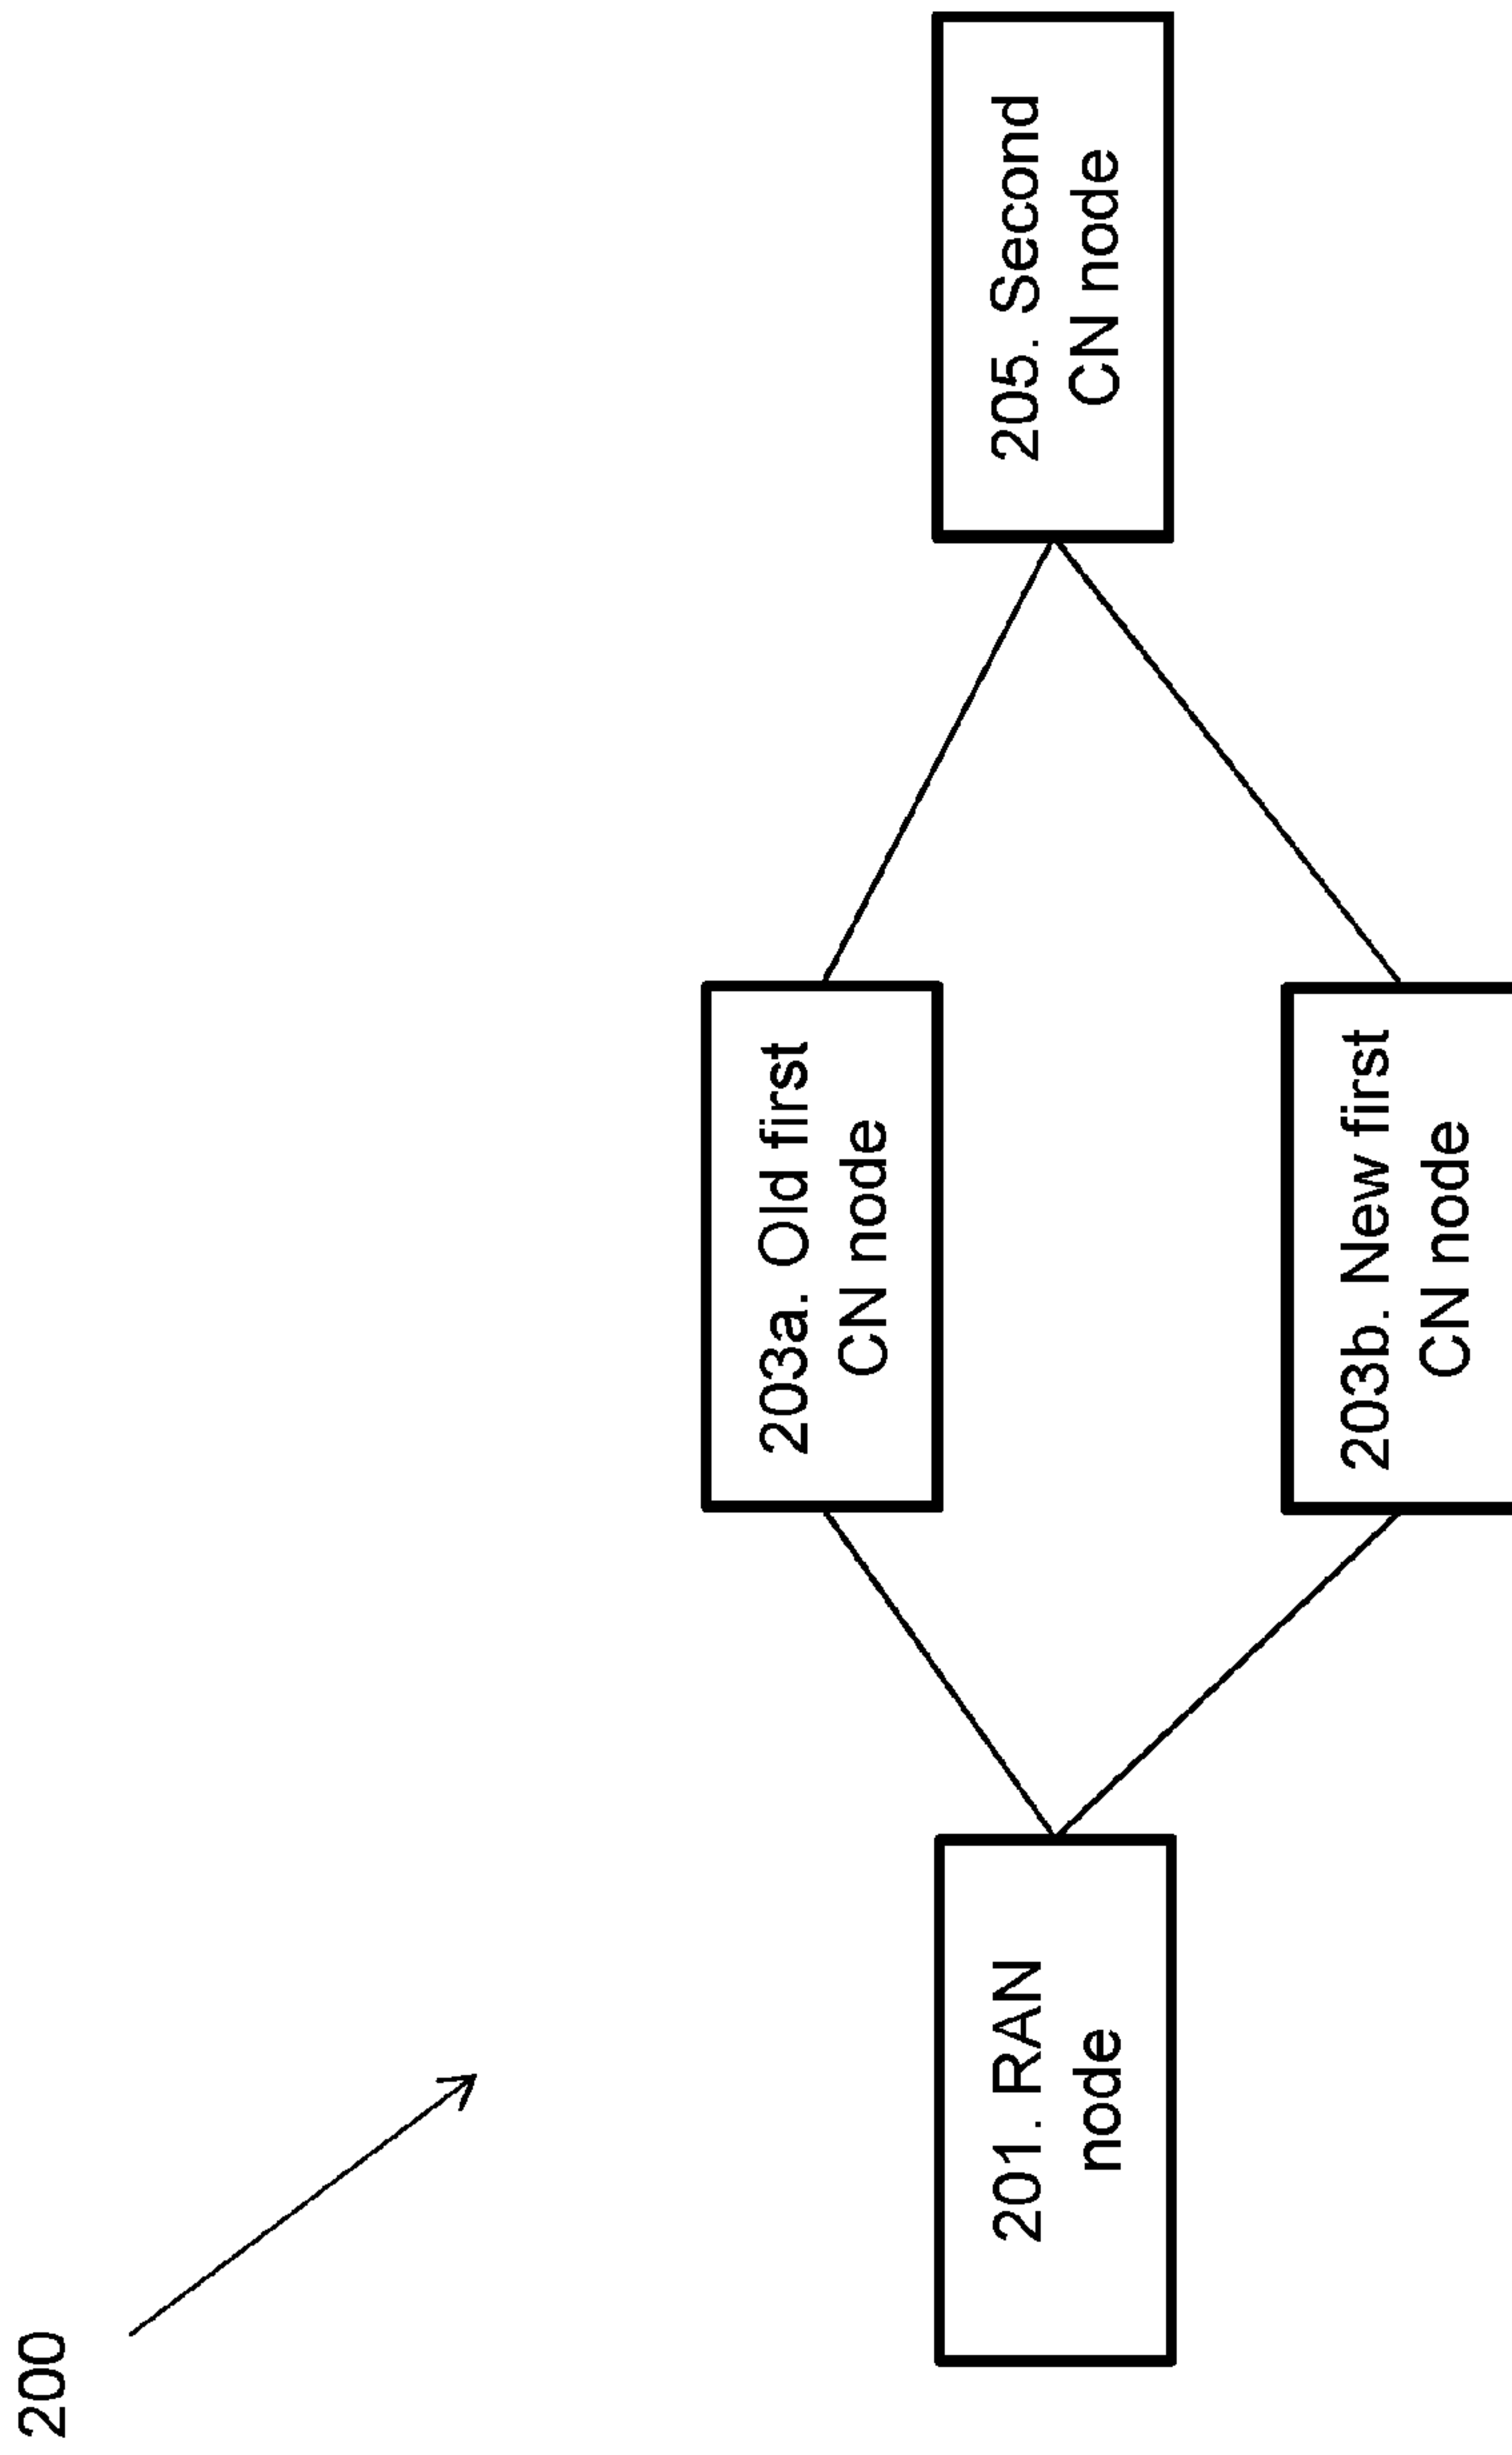 200
203a. Old first
CN node
201. RAN
node
205. Second
CN node
203b. New first
CN node